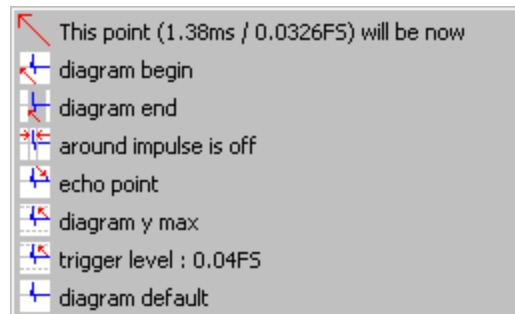 This point (1.38ms / 0.0326FS) will be now
diagram begin
diagram end
around impulse is off
echo point
diagram y max
trigger level : 0.04FS
diagram default